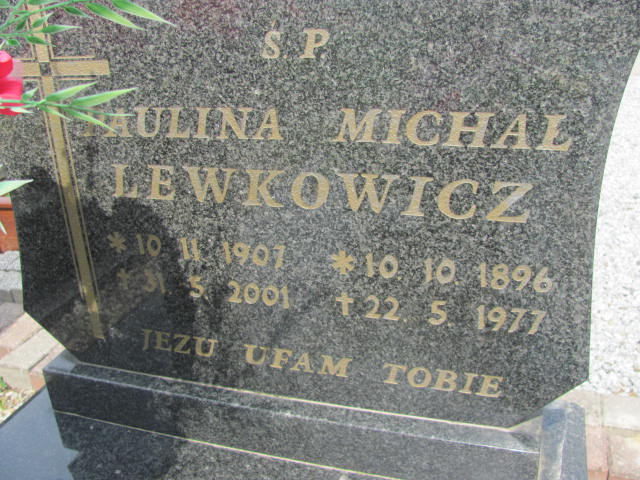 Ś.P.
PAULINA MICHAŁ
LEWKOWICZ
* 10 11 1907 * 10. 10. 1896
† 31 5. 2001 † 22. 5. 1977
JEZU UFAM TOBIE